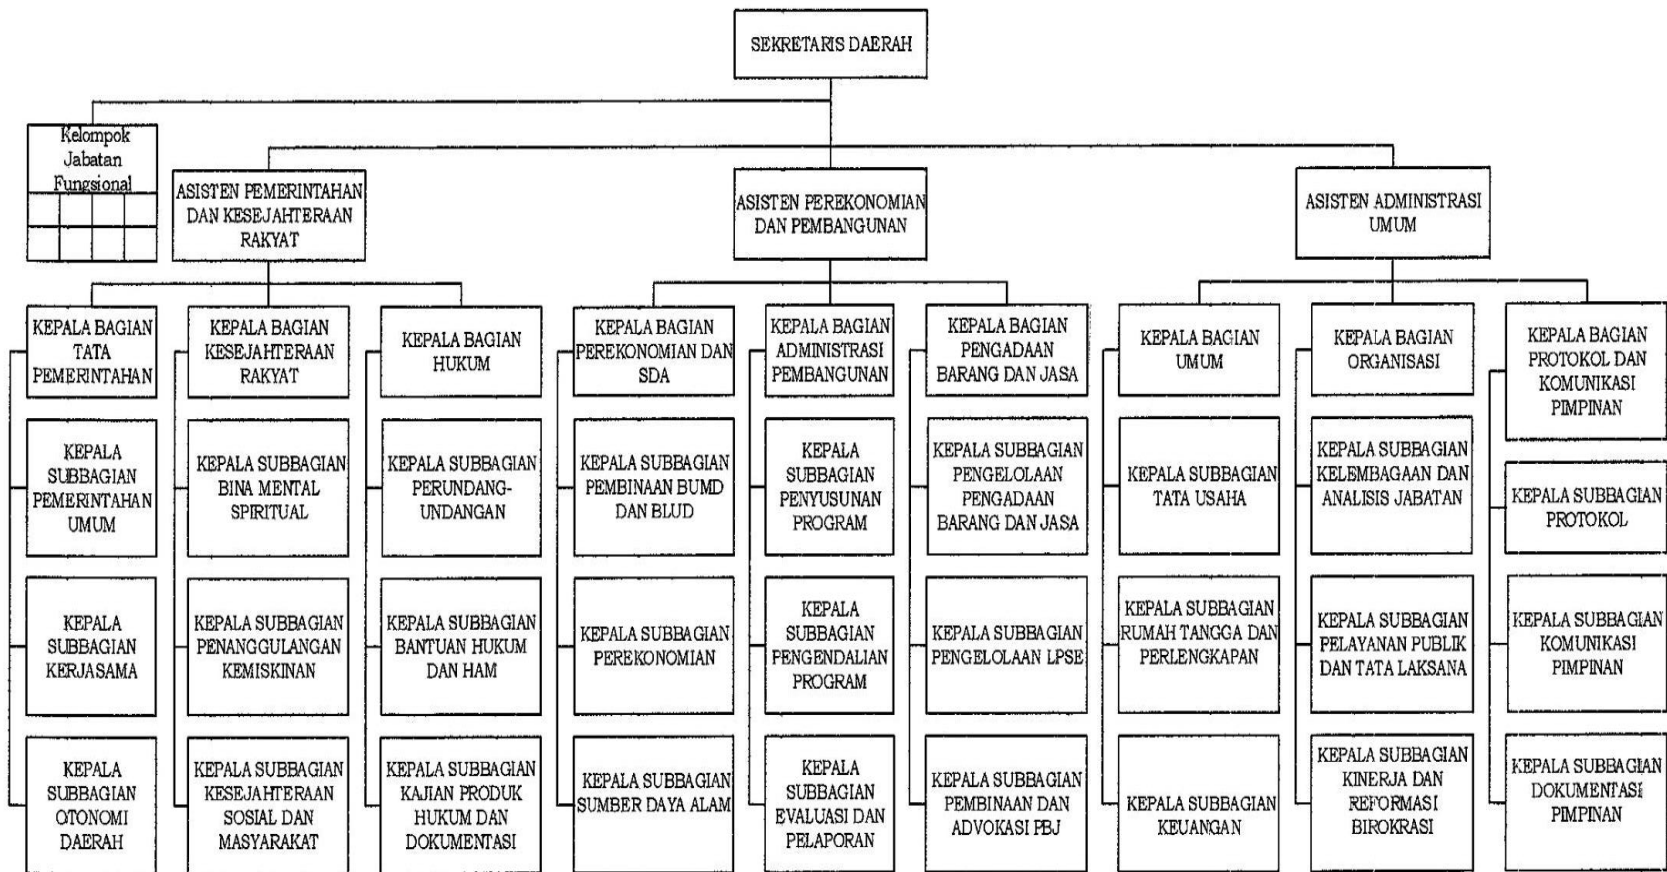 SEKRETARIS DAERAH
Kelompok
Jabatan
Fungsional
ASISTEN PEMERINTAHAN
DAN KESEJAHTERAAN
RAKYAT
ASISTEN PEREKONOMIAN
DAN PEMBANGUNAN
ASISTEN ADMINISTRASI
UMUM
KEPALA BAGIAN
TATA
PEMERINTAHAN
KEPALA BAGIAN
KESEJAHTERAAN
RAKYAT
KEPALA BAGIAN
HUKUM
KEPALA BAGIAN
PEREKONOMIAN DAN
SDA
KEPALA BAGIAN
ADMINISTRASI
PEMBANGUNAN
KEPALA BAGIAN
PENGADAAN
BARANG DAN JASA
KEPALA BAGIAN
UMUM
KEPALA BAGIAN
ORGANISASI
KEPALA BAGIAN
PROTOKOL DAN
KOMUNIKASI
PIMPINAN
KEPALA
SUBBAGIAN
PEMERINTAHAN
UMUM
KEPALA SUBBAGIAN
BINA MENTAL
SPIRITUAL
KEPALA SUBBAGIAN
PERUNDANG-
UNDANGAN
KEPALA SUBBAGIAN
PEMBINAAN BUMD
DAN BLUD
KEPALA
SUBBAGIAN
PENYUSUNAN
PROGRAM
KEPALA SUBBAGIAN
PENGELOLAAN
PENGADAAN
BARANG DAN JASA
KEPALA SUBBAGIAN
TATA USAHA
KEPALA SUBBAGIAN
KELEMBAGAAN DAN
ANALISIS JABATAN
KEPALA SUBBAGIAN
PROTOKOL
KEPALA
SUBBAGIAN
KERJASAMA
KEPALA SUBBAGIAN
PENANGGULANGAN
KEMISKINAN
KEPALA SUBBAGIAN
BANTUAN HUKUM
DAN HAM
KEPALA SUBBAGIAN
PEREKONOMIAN
KEPALA
SUBBAGIAN
PENGENDALIAN
PROGRAM
KEPALA SUBBAGIAN
PENGELOLAAN LPSE
KEPALA SUBBAGIAN
RUMAH TANGGA DAN
PERLENGKAPAN
KEPALA SUBBAGIAN
PELAYANAN PUBLIK
DAN TATA LAKSANA
KEPALA SUBBAGIAN
KOMUNIKASI
PIMPINAN
KEPALA
SUBBAGIAN
OTONOMI
DAERAH
KEPALA SUBBAGIAN
KESEJAHTERAAN
SOSIAL DAN
MASYARAKAT
KEPALA SUBBAGIAN
KAJIAN PRODUK
HUKUM DAN
DOKUMENTASI
KEPALA SUBBAGIAN
SUMBER DAYA ALAM
KEPALA
SUBBAGIAN
EVALUASI DAN
PELAPORAN
KEPALA SUBBAGIAN
PEMBINAAN DAN
ADVOKASI PBJ
KEPALA SUBBAGIAN
KEUANGAN
KEPALA SUBBAGIAN
KINERJA DAN
REFORMASI
BIROKRASI
KEPALA SUBBAGIAN
DOKUMENTASI
PIMPINAN